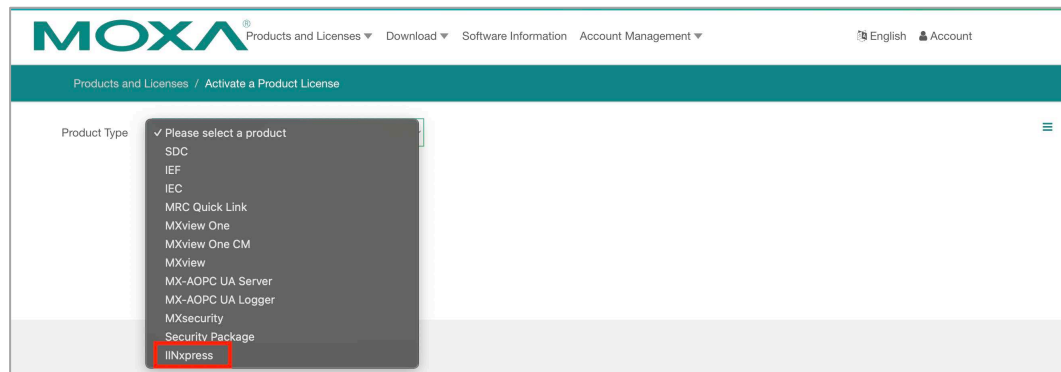 MOXA®
Products and Licenses ▼ Download ▼ Software Information Account Management ▼ English Account
Products and Licenses / Activate a Product License
Product Type
✓ Please select a product
SDC
IEF
IEC
MRC Quick Link
MXview One
MXview One CM
MXview
MX-AOPC UA Server
MX-AOPC UA Logger
MXsecurity
Security Package
IINxpress